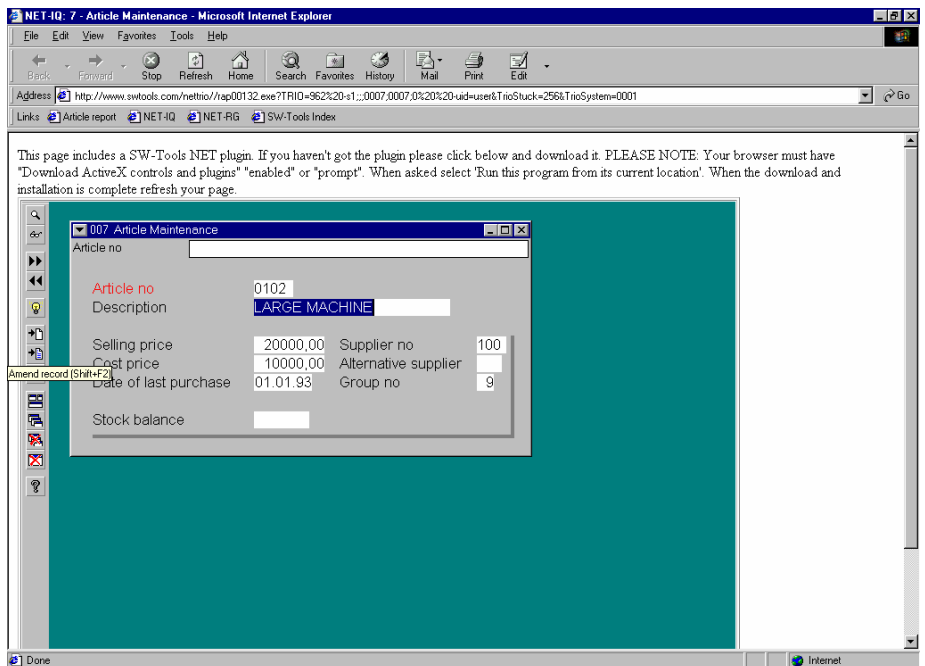 NET-IQ: 7 - Article Maintenance - Microsoft Internet Explorer
File Edit View Favorites Tools Help
Back Forward Stop Refresh Home Search Favorites History Mail Print Edit
Address http://www.swtools.com/nettrio//rap00132.exe?TRIO=962%20-s1;;;0007;0007;0%20%20-uid=user&TrioStuck=256&TrioSystem=0001 Go
Links Article report NET-IQ NET-RG SW-Tools Index
This page includes a SW-Tools NET plugin. If you haven't got the plugin please click below and download it. PLEASE NOTE: Your browser must have
"Download ActiveX controls and plugins" "enabled" or "prompt". When asked select 'Run this program from its current location'. When the download and
installation is complete refresh your page.
007 Article Maintenance
Article no
Article no 0102
Description LARGE MACHINE
Selling price 20000,00 Supplier no 100
Cost price 10000,00 Alternative supplier
Amend record (Shift+F2)
Date of last purchase 01.01.93 Group no 9
Stock balance
Done Internet